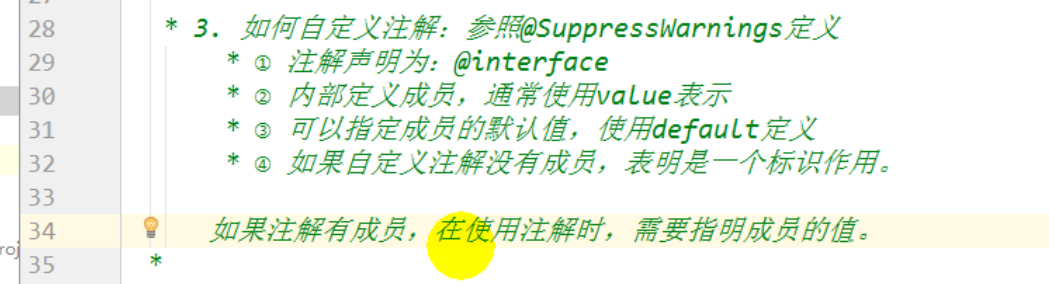 28 * 3. 如何自定义注解：参照@SuppressWarnings定义
29 * ① 注解声明为：@interface
30 * ② 内部定义成员，通常使用value表示
31 * ③ 可以指定成员的默认值，使用default定义
32 * ④ 如果自定义注解没有成员，表明是一个标识作用。
33
34 如果注解有成员，在使用注解时，需要指明成员的值。
roj
35 *